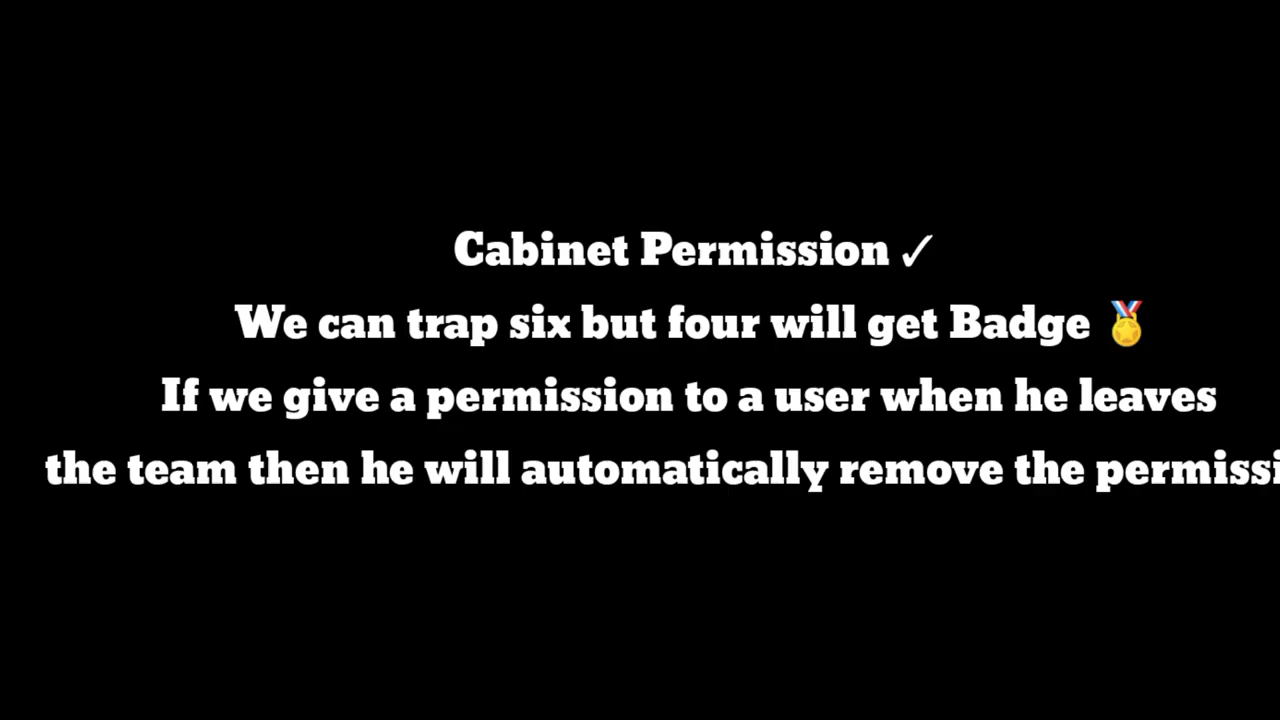 Cabinet Permission ✓
We can trap six but four will get Badge 🏅
If we give a permission to a user when he leaves
the team then he will automatically remove the permissi